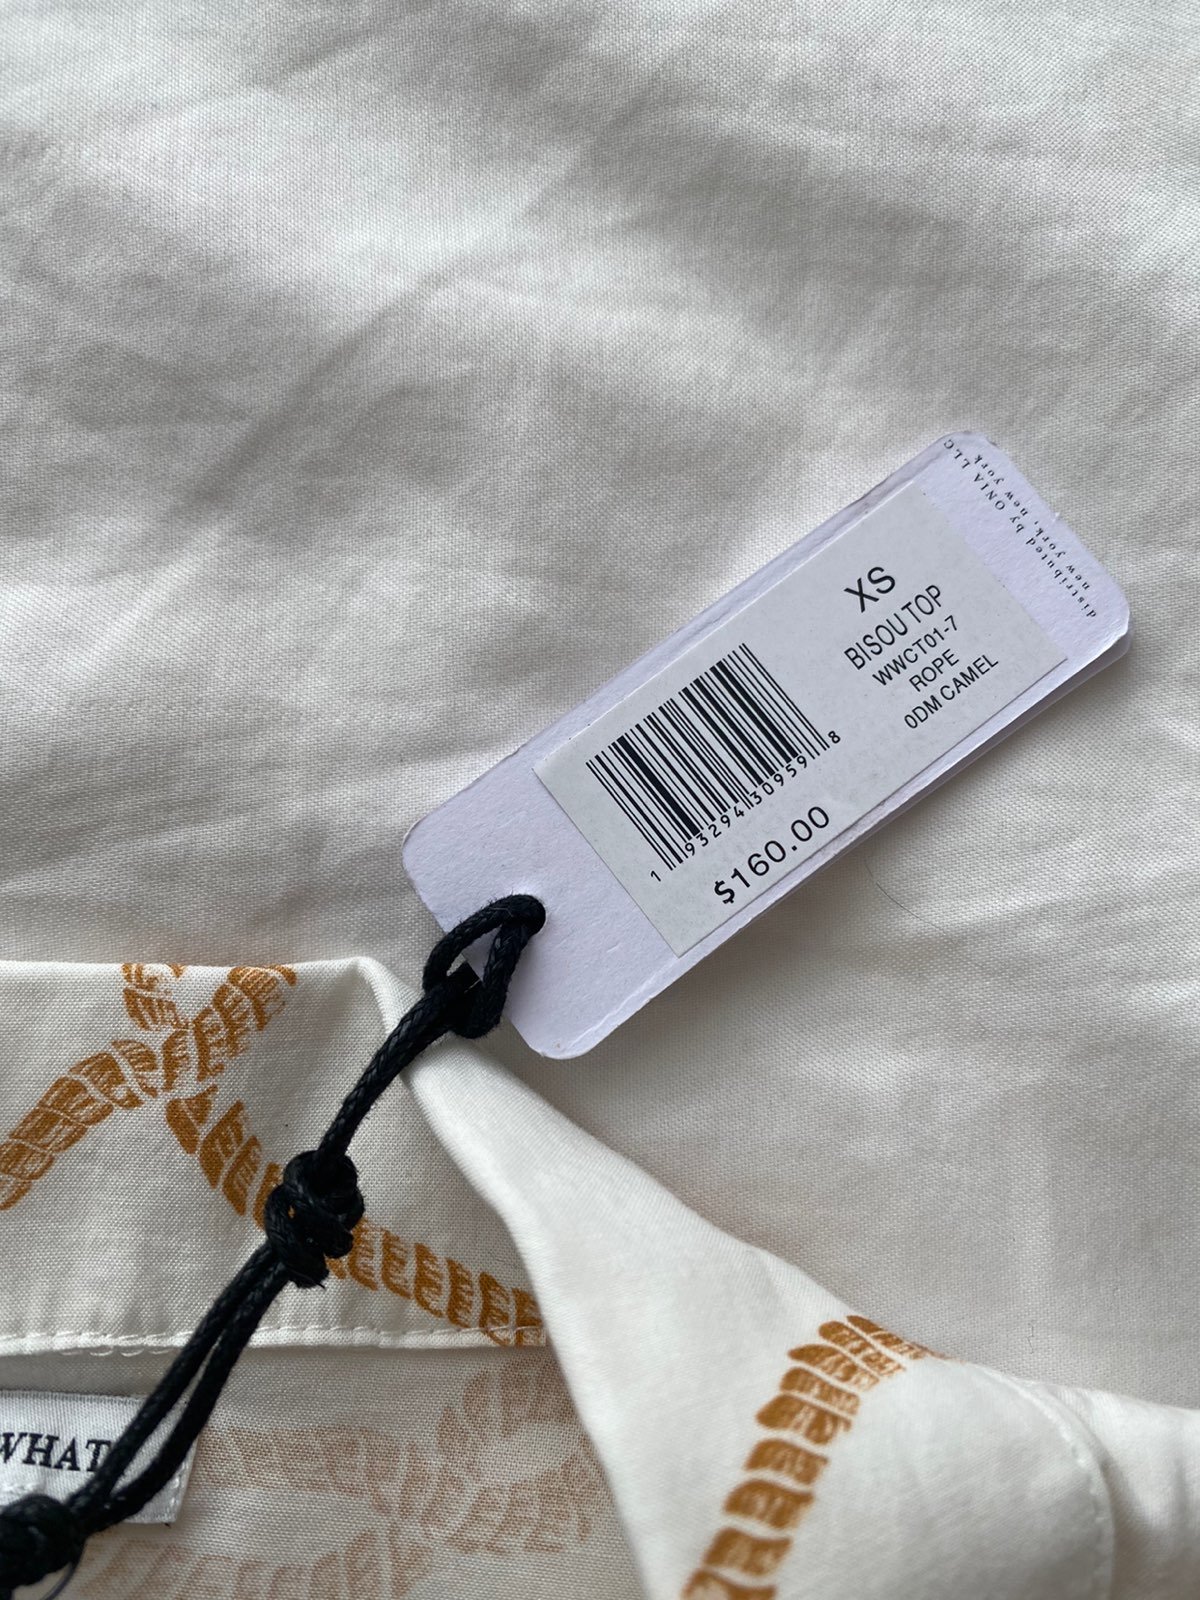 distributed by ONIA LLC
new york, new york
XS
BISOU TOP
WWCT01-7
ROPE
0DM CAMEL
1 93294 30959 8
$160.00
WHAT